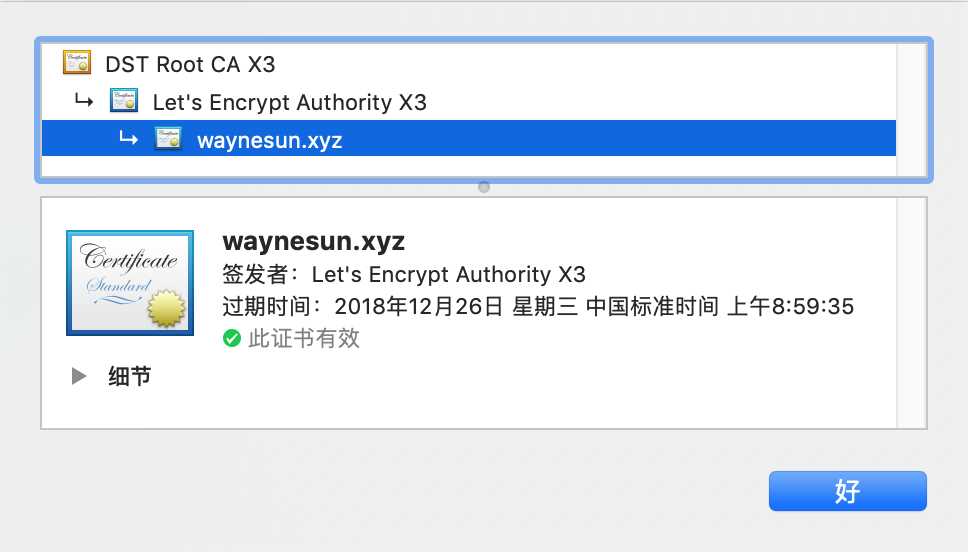 DST Root CA X3
Let's Encrypt Authority X3
waynesun.xyz
Certificate
Standard
waynesun.xyz
签发者：Let's Encrypt Authority X3
过期时间：2018年12月26日 星期三 中国标准时间 上午8:59:35
此证书有效
细节
好